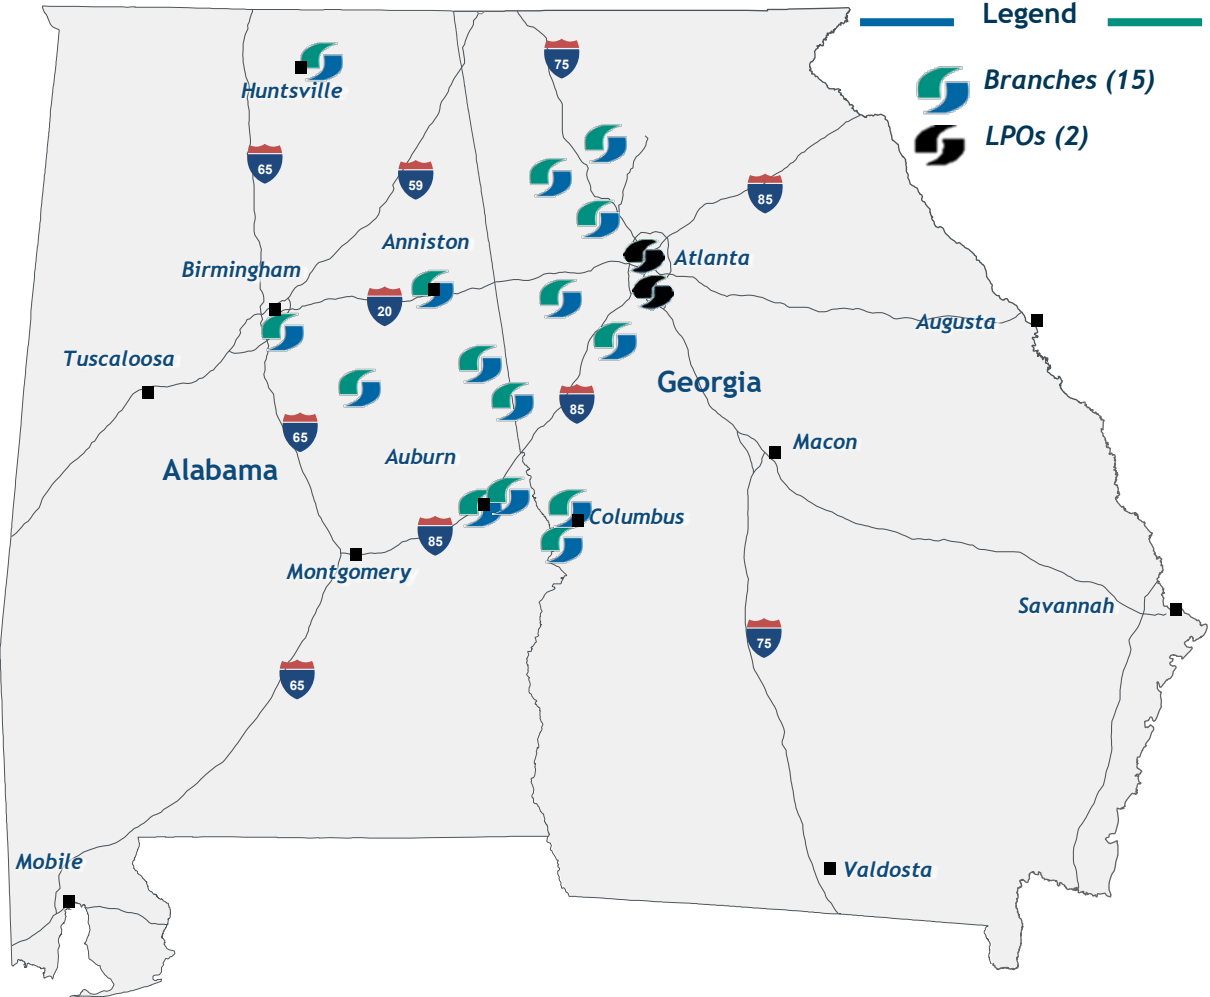 Legend
Branches (15)
LPOs (2)
75
Huntsville
65
59
85
Anniston
Atlanta
Birmingham
20
Augusta
Tuscaloosa
Georgia
85
65
Macon
Auburn
Alabama
Columbus
85
Montgomery
Savannah
75
65
Mobile
Valdosta